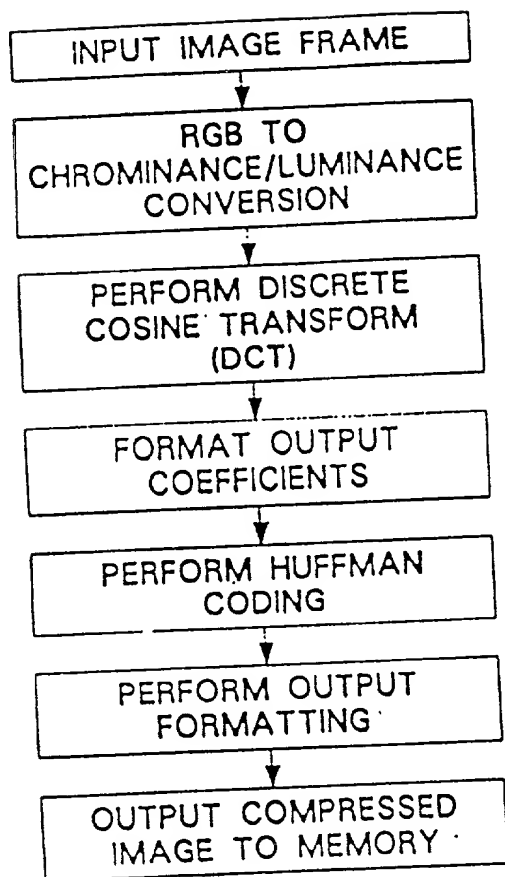 INPUT IMAGE FRAME
RGB TO
CHROMINANCE/LUMINANCE
CONVERSION
PERFORM DISCRETE
COSINE TRANSFORM
(DCT)
FORMAT OUTPUT
COEFFICIENTS
PERFORM HUFFMAN
CODING
PERFORM OUTPUT
FORMATTING
OUTPUT COMPRESSED
IMAGE TO MEMORY